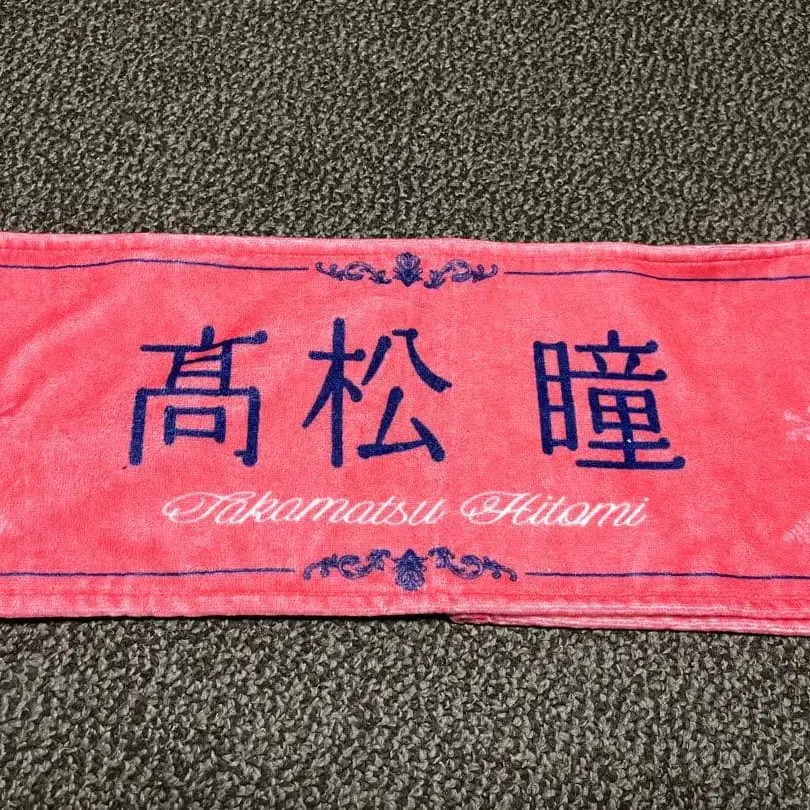 髙松 瞳
Takamatsu Hitomi